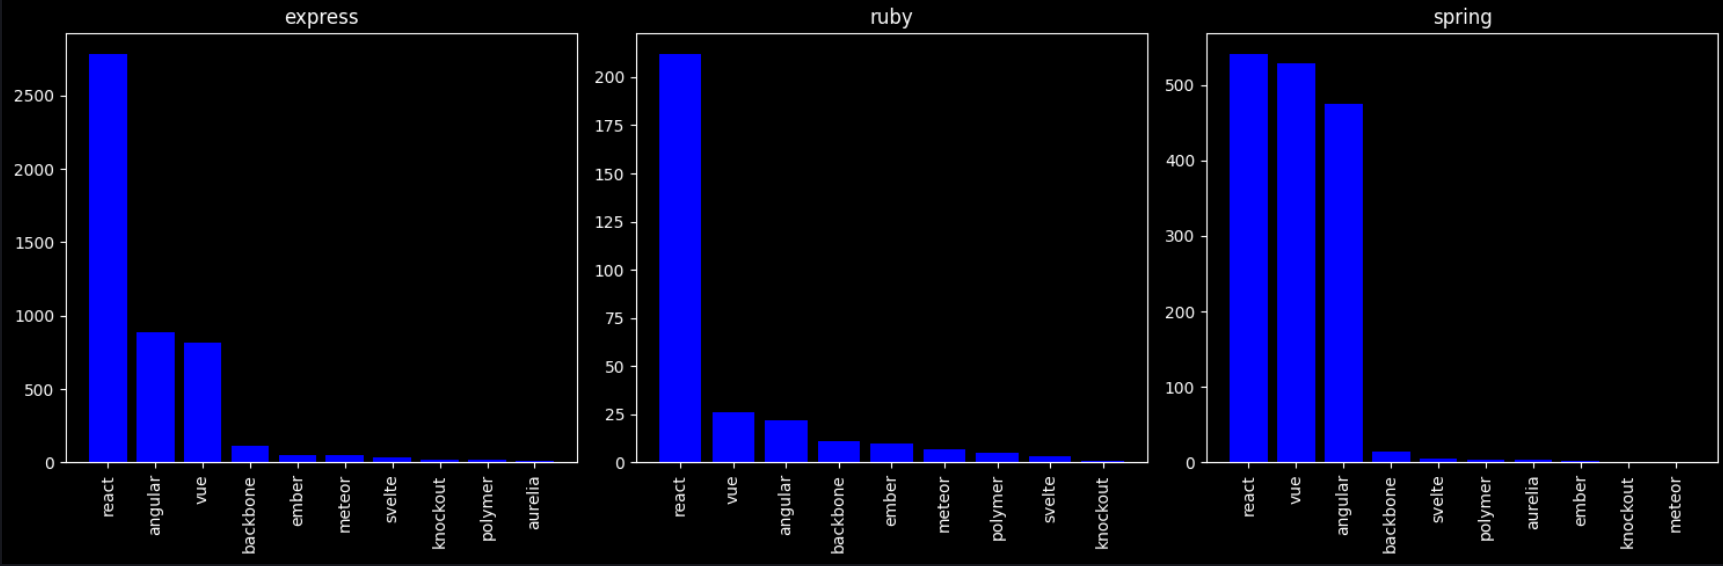 express
2500
2000
1500
1000
500
0
react
angular
vue
backbone
ember
meteor
svelte
knockout
polymer
aurelia
ruby
200
175
150
125
100
75
50
25
0
react
vue
angular
backbone
ember
meteor
polymer
svelte
knockout
spring
500
400
300
200
100
0
react
vue
angular
backbone
svelte
polymer
aurelia
ember
knockout
meteor